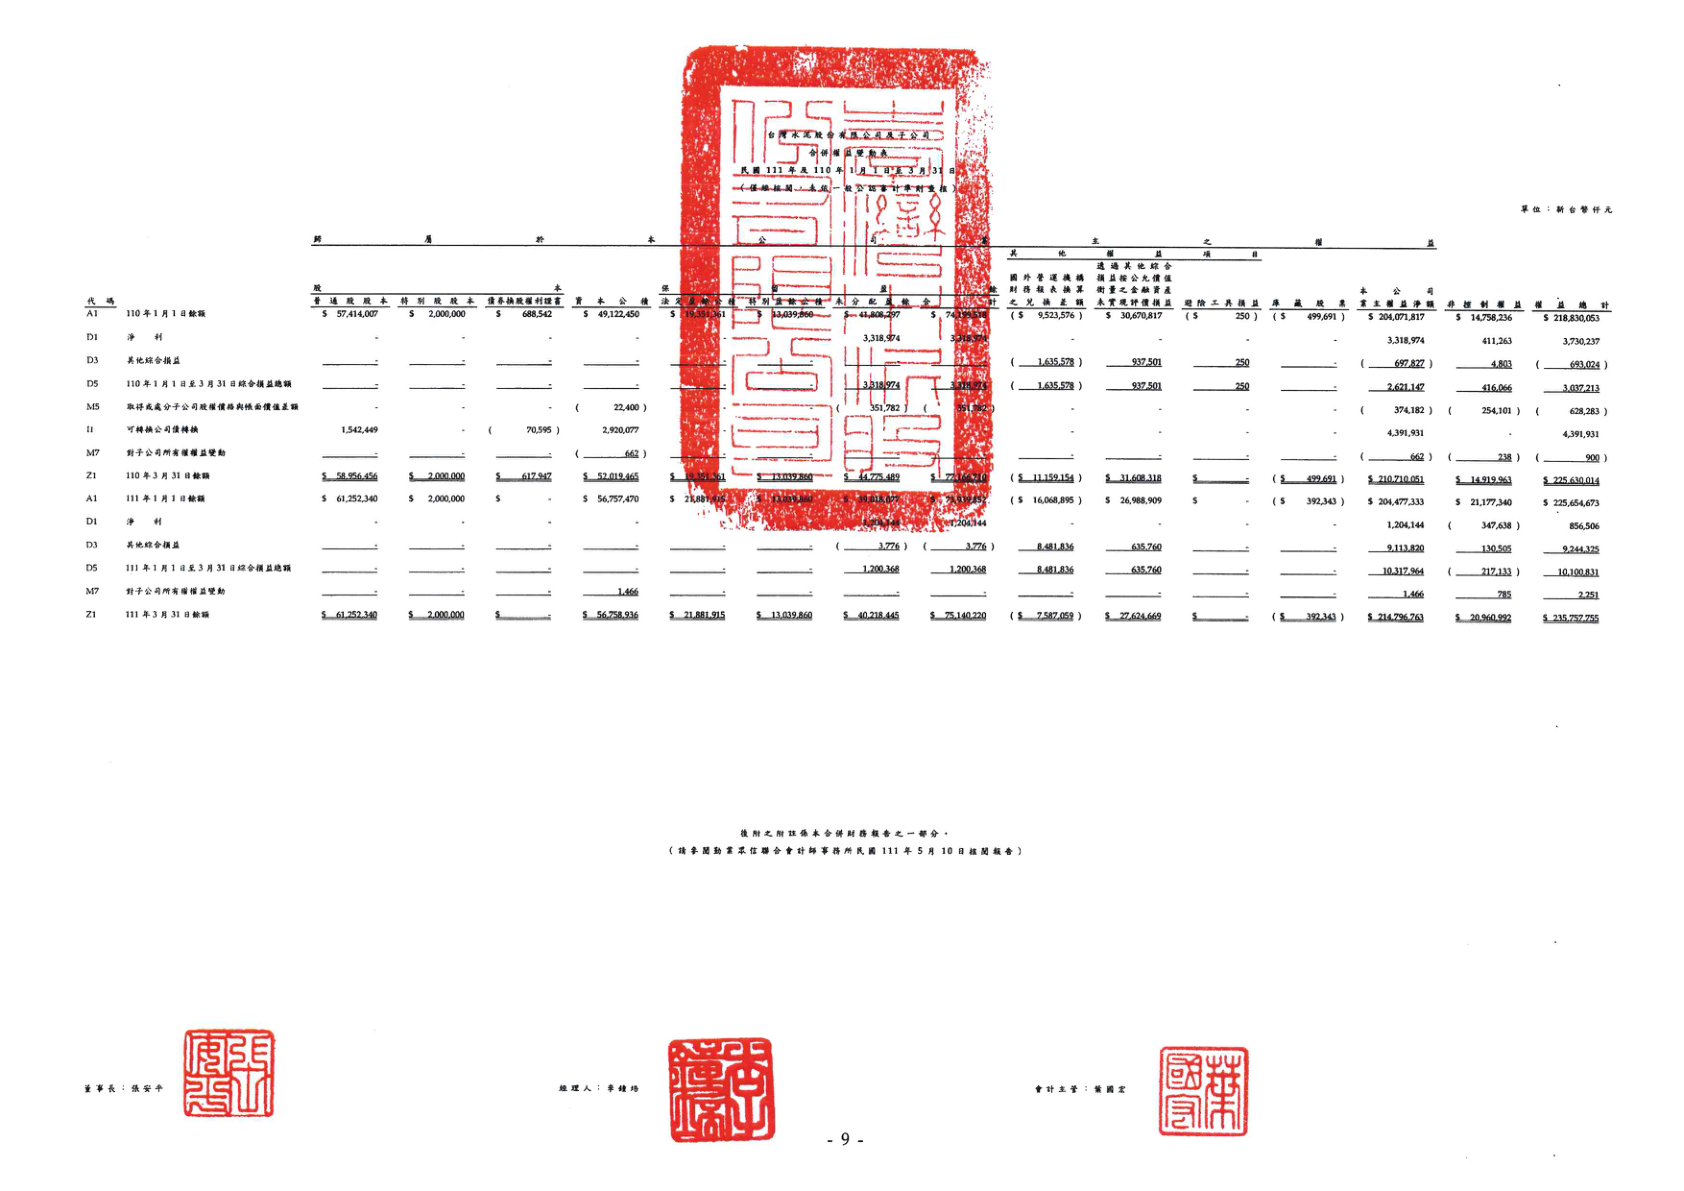 台灣水泥股份有限公司及子公司
合併權益變動表
民國 111 年及 110 年 1 月 1 日至 3 月 31 日
(僅經核閱,未依一般公認審計準則查核)
單位:新台幣仟元
歸 屬 於 本 公 司 業 主 之 權 益
其 他 權 益 項 目
透過其他綜合
國外營運機構 損益按公允價值
股 本 保 留 盈 餘 財務報表換算 衡量之金融資產 本 公 司
代 碼 普通股股本 特別股股本 債券換股權利證書 資本公積 法定盈餘公積 特別盈餘公積 未分配盈餘 合 計 之兌換差額 未實現評價損益 避險工具損益 庫藏股票 業主權益淨額 非控制權益 權益總計
A1 110 年 1 月 1 日餘額 $ 57,414,007 $ 2,000,000 $ 688,542 $ 49,122,450 $ 19,351,361 $ 13,039,860 $ 41,808,297 $ 74,199,518 ( $ 9,523,576 ) $ 30,670,817 ( $ 250 ) ( $ 499,691 ) $ 204,071,817 $ 14,758,236 $ 218,830,053
D1 淨 利 - - - - - - 3,318,974 3,318,974 - - - - 3,318,974 411,263 3,730,237
D3 其他綜合損益 - - - - - - - - ( 1,635,578 ) 937,501 250 - ( 697,827 ) 4,803 ( 693,024 )
D5 110 年 1 月 1 日至 3 月 31 日綜合損益總額 - - - - - - 3,318,974 3,318,974 ( 1,635,578 ) 937,501 250 - 2,621,147 416,066 3,037,213
M5 取得或處分子公司股權價格與帳面價值差額 - - - ( 22,400 ) - - ( 351,782 ) ( 351,782 ) - - - - ( 374,182 ) ( 254,101 ) ( 628,283 )
I1 可轉換公司債轉換 1,542,449 - ( 70,595 ) 2,920,077 - - - - - - - - 4,391,931 - 4,391,931
M7 對子公司所有權權益變動 - - - ( 662 ) - - - - - - - - ( 662 ) ( 238 ) ( 900 )
Z1 110 年 3 月 31 日餘額 $ 58,956,456 $ 2,000,000 $ 617,947 $ 52,019,465 $ 19,351,361 $ 13,039,860 $ 44,775,489 $ 77,166,710 ( $ 11,159,154 ) $ 31,608,318 $ - ( $ 499,691 ) $ 210,710,051 $ 14,919,963 $ 225,630,014
A1 111 年 1 月 1 日餘額 $ 61,252,340 $ 2,000,000 $ - $ 56,757,470 $ 21,881,915 $ 13,039,860 $ 39,018,077 $ 73,939,852 ( $ 16,068,895 ) $ 26,988,909 $ - ( $ 392,343 ) $ 204,477,333 $ 21,177,340 $ 225,654,673
D1 淨 利 - - - - - - 1,204,144 1,204,144 - - - - 1,204,144 ( 347,638 ) 856,506
D3 其他綜合損益 - - - - - - ( 3,776 ) ( 3,776 ) 8,481,836 635,760 - - 9,113,820 130,505 9,244,325
D5 111 年 1 月 1 日至 3 月 31 日綜合損益總額 - - - - - - 1,200,368 1,200,368 8,481,836 635,760 - - 10,317,964 ( 217,133 ) 10,100,831
M7 對子公司所有權權益變動 - - - 1,466 - - - - - - - - 1,466 785 2,251
Z1 111 年 3 月 31 日餘額 $ 61,252,340 $ 2,000,000 $ - $ 56,758,936 $ 21,881,915 $ 13,039,860 $ 40,218,445 $ 75,140,220 ( $ 7,587,059 ) $ 27,624,669 $ - ( $ 392,343 ) $ 214,796,763 $ 20,960,992 $ 235,757,755
後附之附註係本合併財務報告之一部分。
(請參閱勤業眾信聯合會計師事務所民國 111 年 5 月 10 日核閱報告)
董事長:張安平 經理人:李鐘培 會計主管:葉國宏
- 9 -